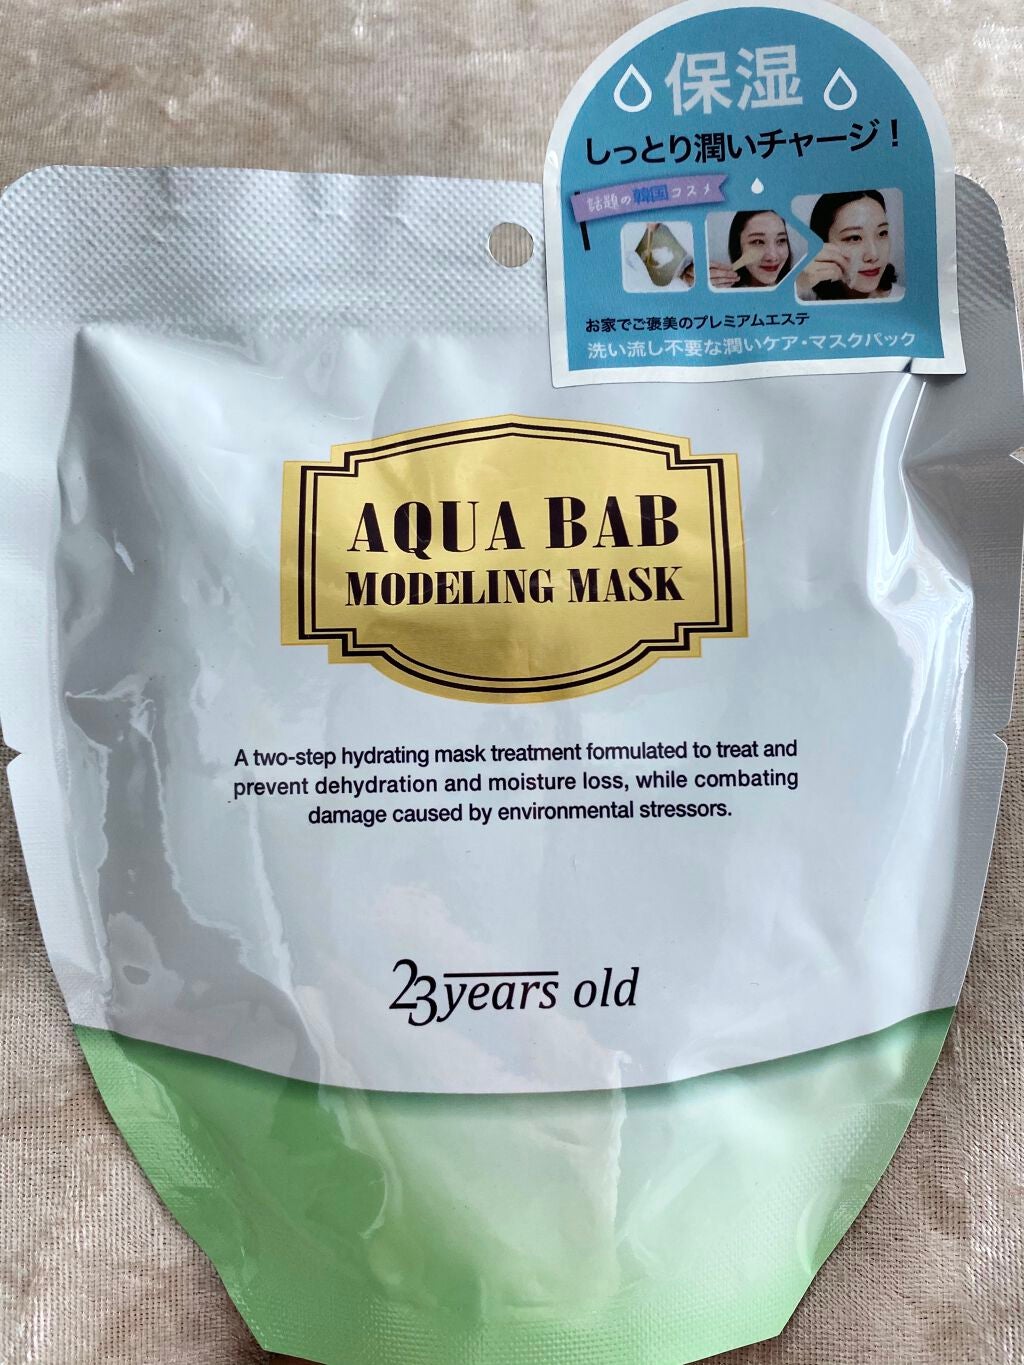 保湿
しっとり潤いチャージ！
話題の韓国コスメ
お家でご褒美のプレミアムエステ
洗い流し不要な潤いケア・マスクパック
AQUA BAB
MODELING MASK
A two-step hydrating mask treatment formulated to treat and
prevent dehydration and moisture loss, while combating
damage caused by environmental stressors.
23years old